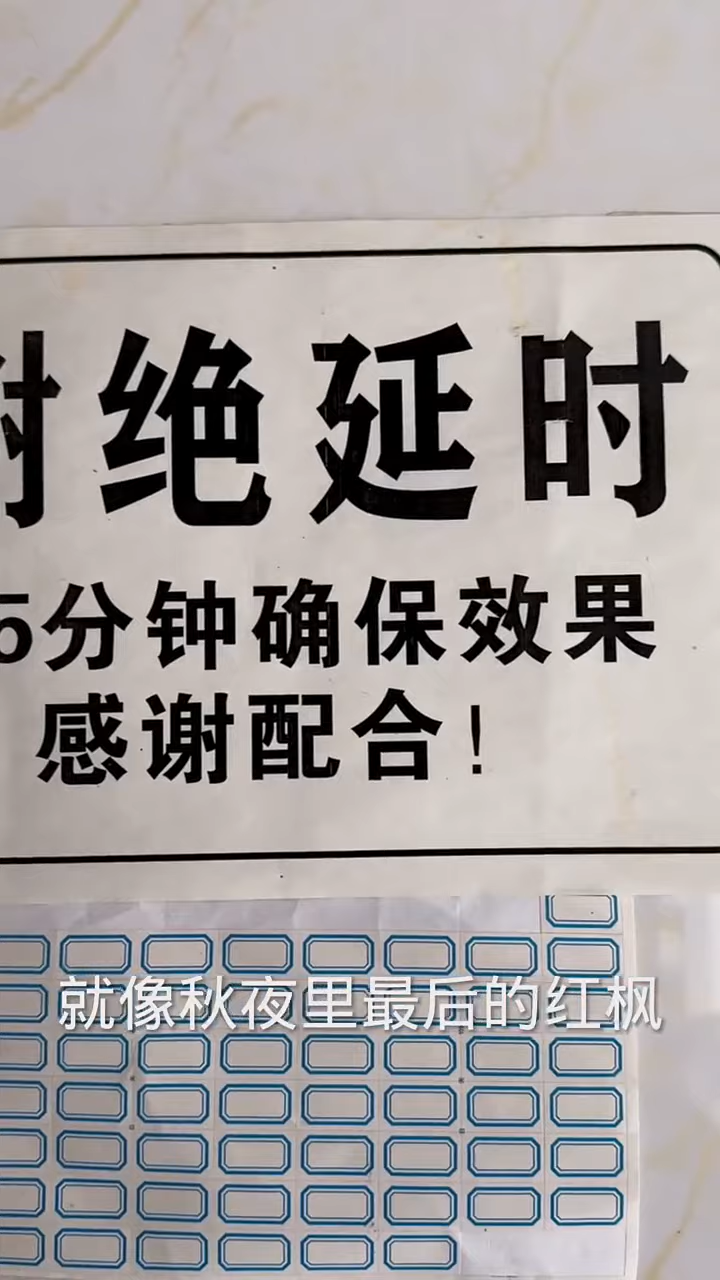 绝延时
5分钟确保效果
感谢配合！
就像秋夜里最后的红枫